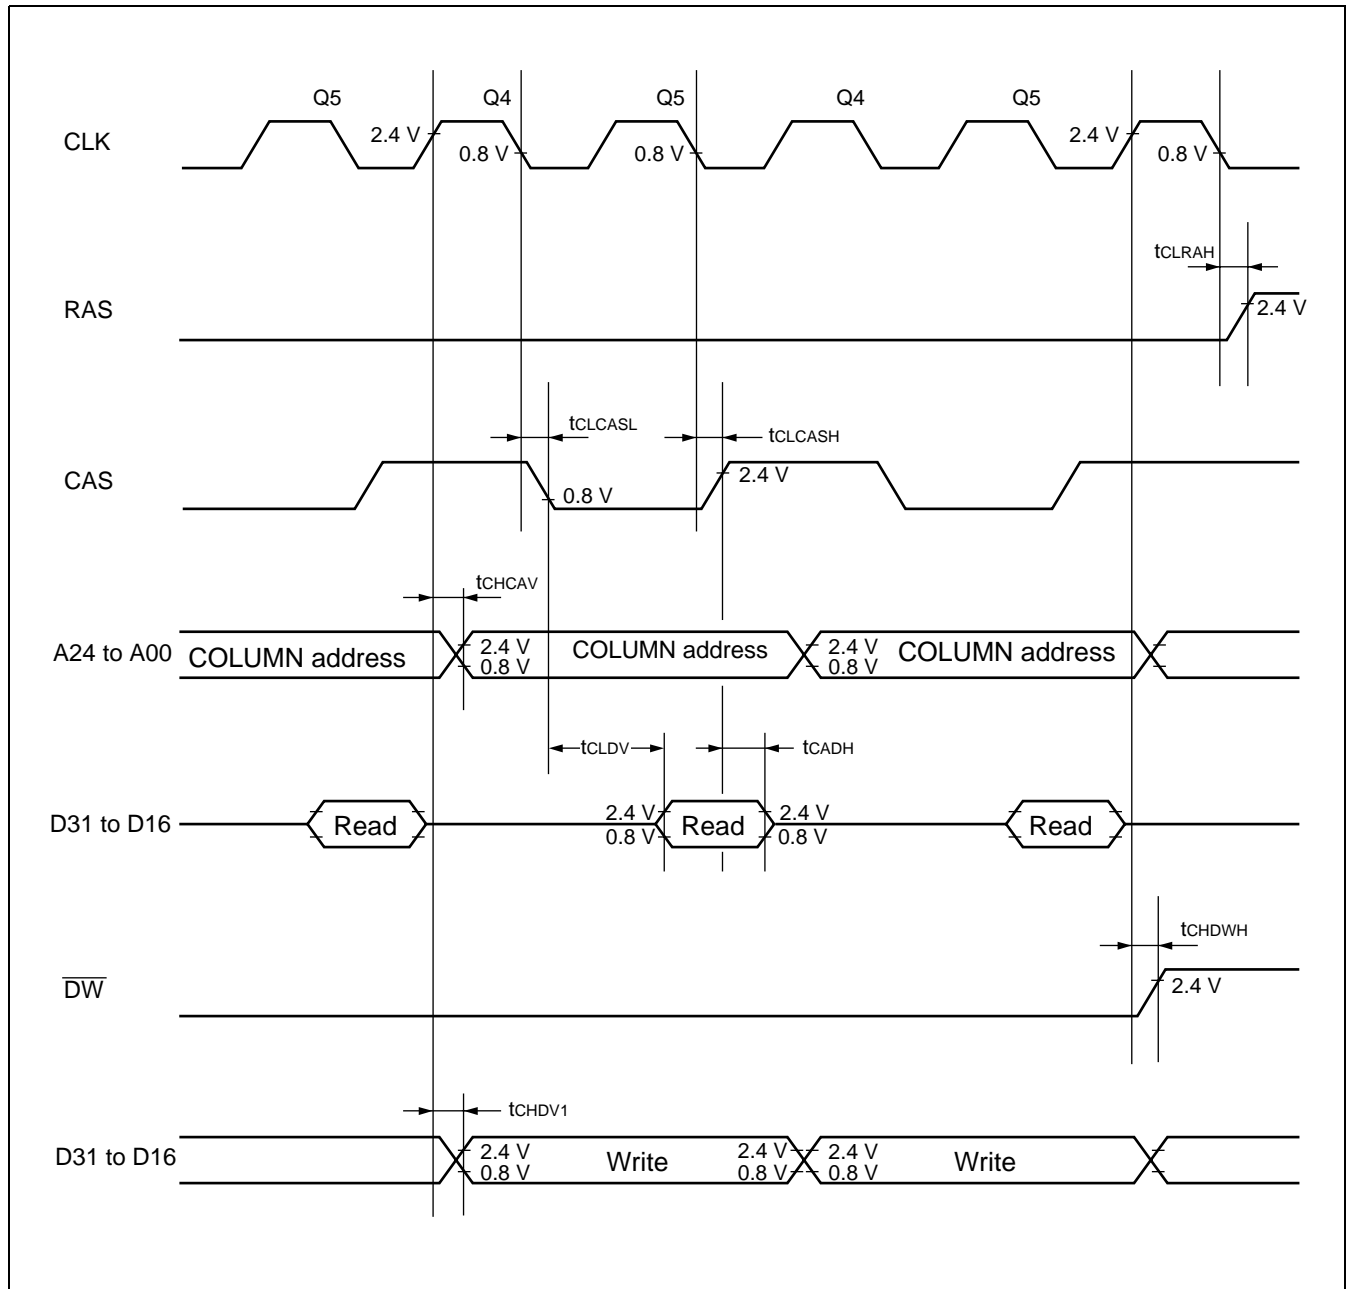 Q5 Q4 Q5 Q4 Q5
CLK 2.4 V 0.8 V 0.8 V 2.4 V 0.8 V
tCLRAH
RAS 2.4 V
tCLCASL tCLCASH
CAS 0.8 V 2.4 V
tCHCAV
A24 to A00 COLUMN address 2.4 V COLUMN address 2.4 V COLUMN address
0.8 V 0.8 V
tCLDV tCADH
D31 to D16 Read 2.4 V Read 2.4 V Read
0.8 V 0.8 V
tCHDWH
DW 2.4 V
tCHDV1
D31 to D16 2.4 V Write 2.4 V 2.4 V Write
0.8 V 0.8 V 0.8 V